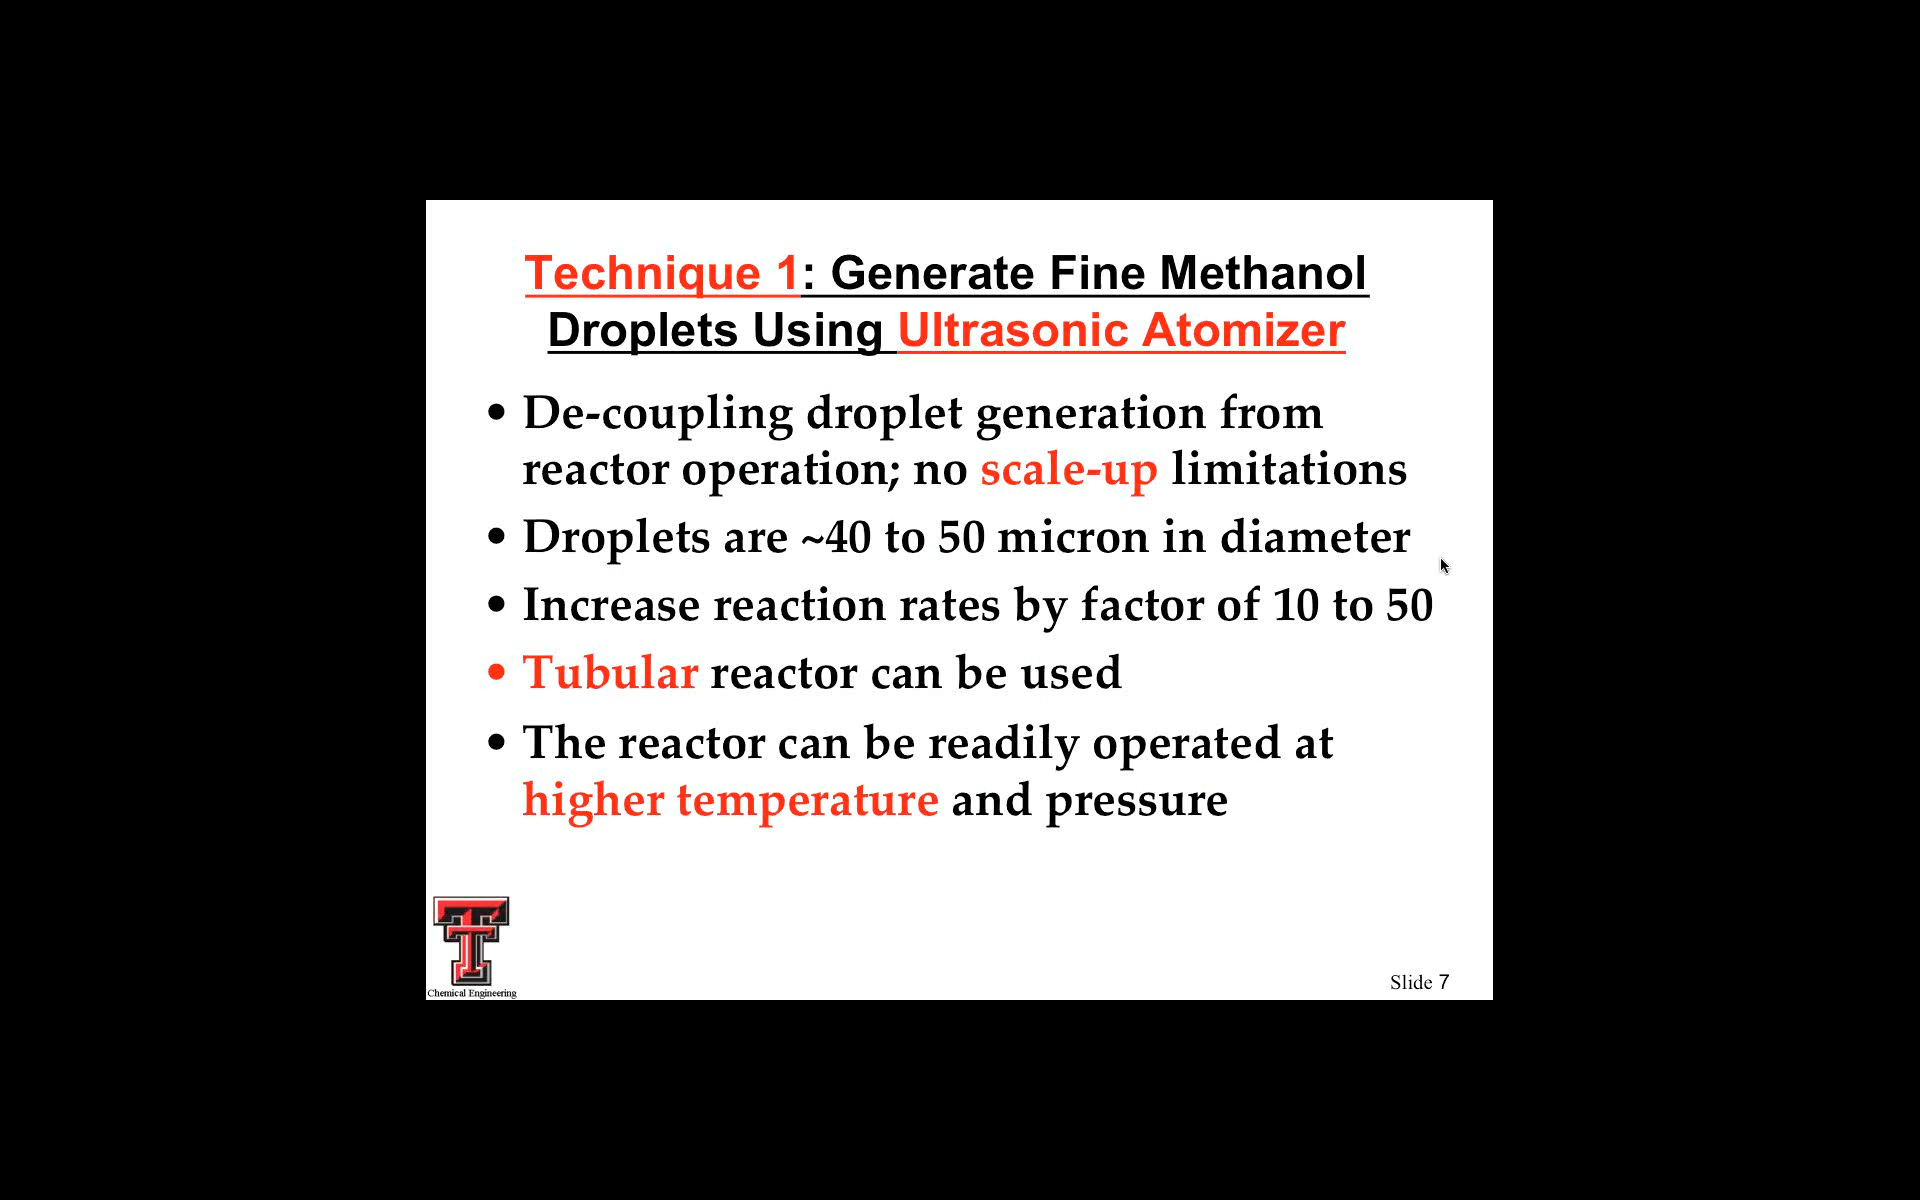 Technique 1: Generate Fine Methanol
Droplets Using Ultrasonic Atomizer
• De-coupling droplet generation from
reactor operation; no scale-up limitations
• Droplets are ~40 to 50 micron in diameter
• Increase reaction rates by factor of 10 to 50
• Tubular reactor can be used
• The reactor can be readily operated at
higher temperature and pressure
Chemical Engineering
Slide 7